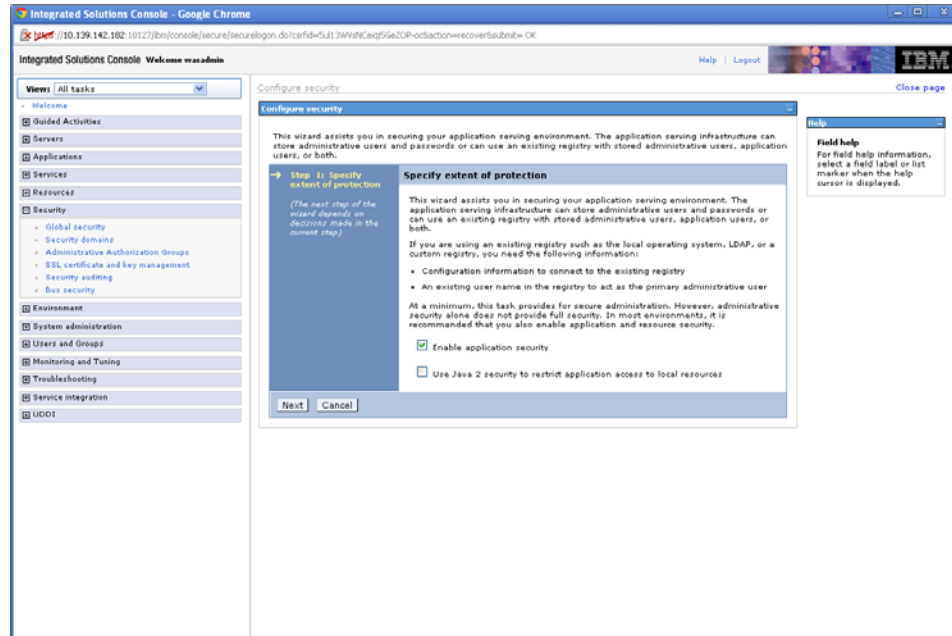 Integrated Solutions Console - Google Chrome
https://10.139.142.182:10127/ibm/console/secure/securelogon.do?
Integrated Solutions Console Welcome wasadmin
Help | Logout
IBM
View: All tasks
Welcome
Guided Activities
Servers
Applications
Services
Resources
Security
Global security
Security domains
Administrative Authorization Groups
SSL certificate and key management
Security auditing
Bus security
Environment
System administration
Users and Groups
Monitoring and Tuning
Troubleshooting
Service integration
UDDI
Configure security
Close page
Configure security
This wizard assists you in securing your application serving environment. The application serving infrastructure can
store administrative users and passwords or can use an existing registry with stored administrative users, application
users, or both.
Step 1: Specify
extent of protection
(The next step of the
wizard depends on
decisions made in the
current step)
Specify extent of protection
This wizard assists you in securing your application serving environment. The
application serving infrastructure can store administrative users and passwords or
can use an existing registry with stored administrative users, application users, or
both.
If you are using an existing registry such as the local operating system, LDAP, or a
custom registry, you need the following information:
• Configuration information to connect to the existing registry
• An existing user name in the registry to act as the primary administrative user
At a minimum, this task provides for secure administration. However, administrative
security alone does not provide full security. In most environments, it is
recommended that you also enable application and resource security.
Enable application security
Use Java 2 security to restrict application access to local resources
Next Cancel
Help
Field help
For field help information,
select a field label or list
marker when the help
cursor is displayed.